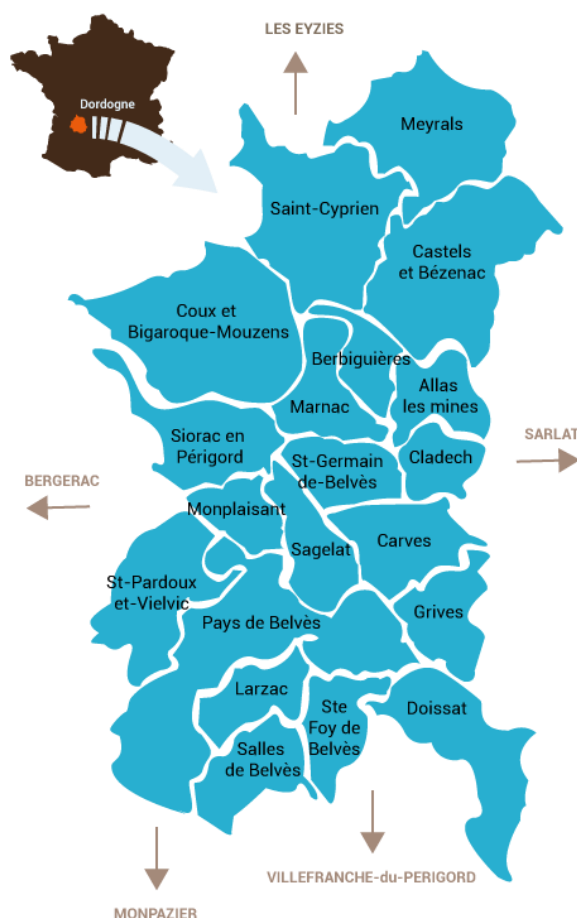 LES EYZIES
Dordogne
Meyrals
Saint-Cyprien
Castels
et Bézenac
Coux et
Bigaroque-Mouzens
Berbiguières
Allas
les mines
Marnac
SARLAT
Siorac en
Périgord
St-Germain
de-Belvès
Cladech
BERGERAC
Monplaisant
Sagelat
Carves
St-Pardoux
et-Vielvic
Pays de Belvès
Grives
Larzac
Ste
Foy de
Belvès
Doissat
Salles
de Belvès
VILLEFRANCHE-du-PERIGORD
MONPAZIER